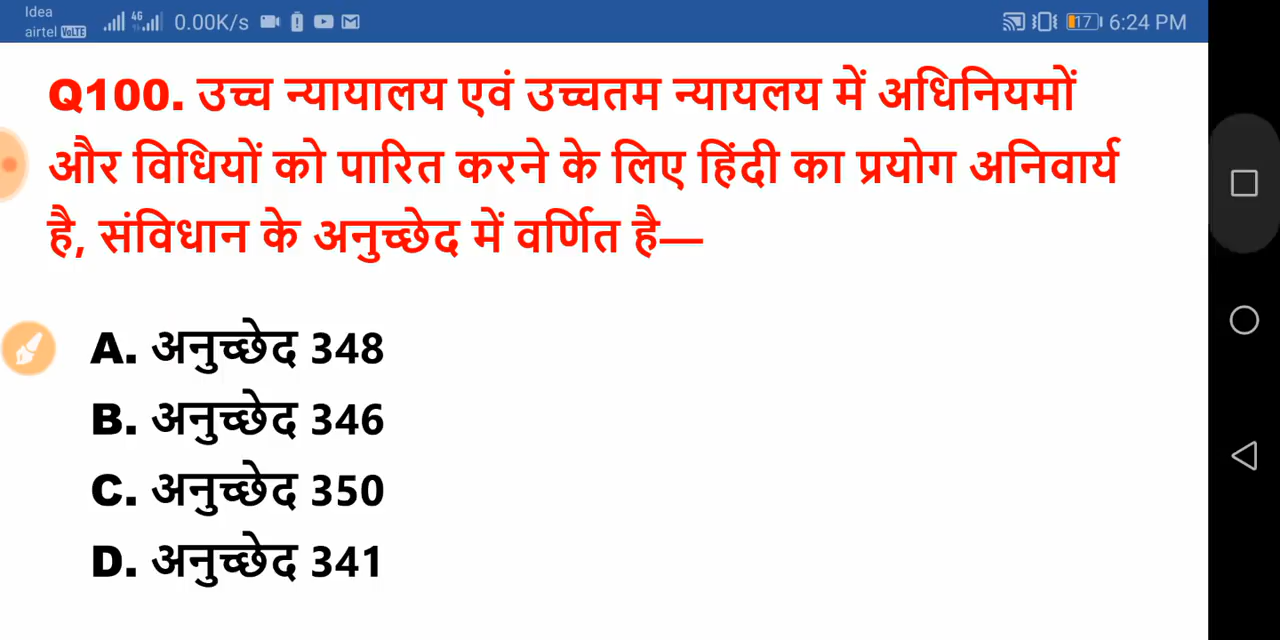 Idea
airtel VoLTE 4G 0.00K/s 17 6:24 PM
Q100. उच्च न्यायालय एवं उच्चतम न्यायलय में अधिनियमों
और विधियों को पारित करने के लिए हिंदी का प्रयोग अनिवार्य
है, संविधान के अनुच्छेद में वर्णित है—
A. अनुच्छेद 348
B. अनुच्छेद 346
C. अनुच्छेद 350
D. अनुच्छेद 341